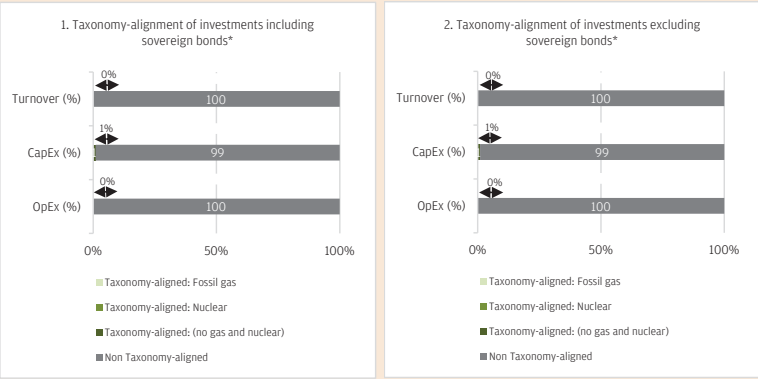 1. Taxonomy-alignment of investments including
sovereign bonds*
0%
Turnover (%)
100
1%
CapEx (%)
1
99
0%
OpEx (%)
100
0%
50%
100%
Taxonomy-aligned: Fossil gas
Taxonomy-aligned: Nuclear
Taxonomy-aligned: (no gas and nuclear)
Non Taxonomy-aligned
2. Taxonomy-alignment of investments excluding
sovereign bonds*
0%
Turnover (%)
100
1%
CapEx (%)
1
99
0%
OpEx (%)
100
0%
50%
100%
Taxonomy-aligned: Fossil gas
Taxonomy-aligned: Nuclear
Taxonomy-aligned: (no gas and nuclear)
Non Taxonomy-aligned